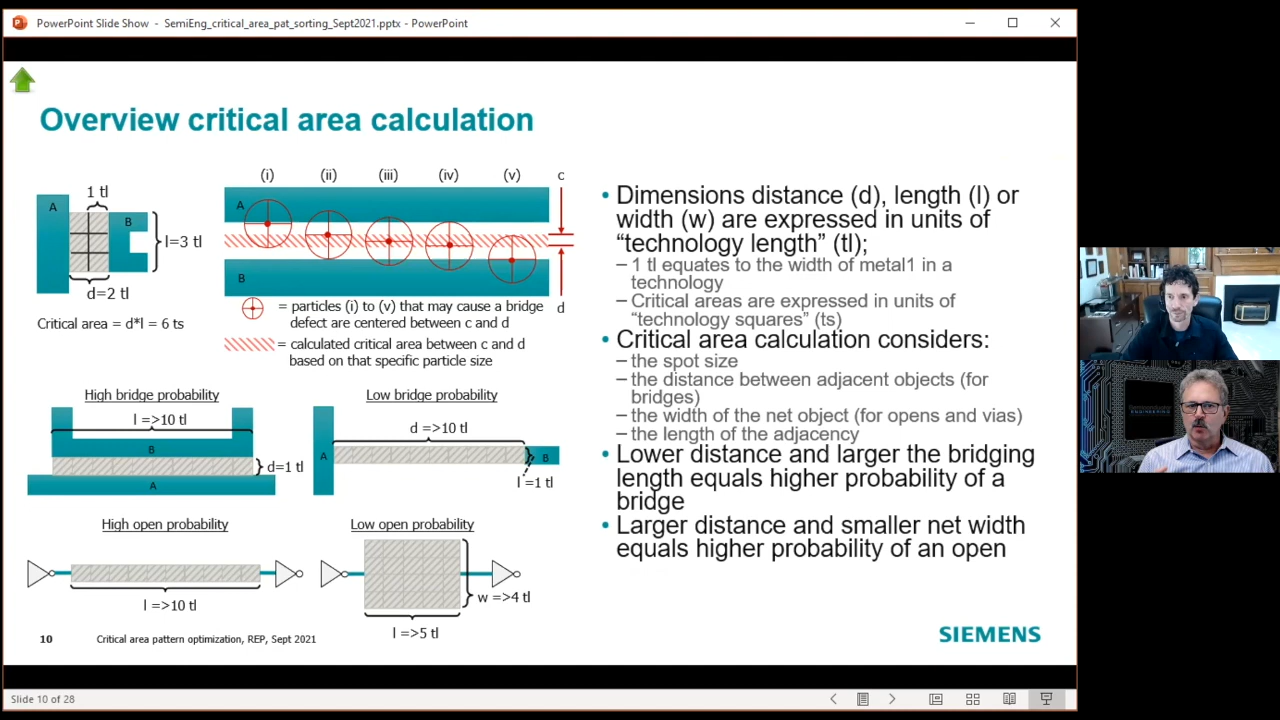 PowerPoint Slide Show - SemiEng_critical_area_pat_sorting_Sept2021.pptx - PowerPoint
Overview critical area calculation
1 tl
A
B
l=3 tl
d=2 tl
Critical area = d*l = 6 ts
(i) (ii) (iii) (iv) (v) c
A
B
d
= particles (i) to (v) that may cause a bridge
defect are centered between c and d
= calculated critical area between c and d
based on that specific particle size
High bridge probability
l =>10 tl
B
d=1 tl
A
Low bridge probability
d =>10 tl
A
B
l =1 tl
High open probability
l =>10 tl
Low open probability
w =>4 tl
l =>5 tl
• Dimensions distance (d), length (l) or
width (w) are expressed in units of
“technology length” (tl);
– 1 tl equates to the width of metal1 in a
technology
– Critical areas are expressed in units of
“technology squares” (ts)
• Critical area calculation considers:
– the spot size
– the distance between adjacent objects (for
bridges)
– the width of the net object (for opens and vias)
– the length of the adjacency
• Lower distance and larger the bridging
length equals higher probability of a
bridge
• Larger distance and smaller net width
equals higher probability of an open
10 Critical area pattern optimization, REP, Sept 2021
SIEMENS
Slide 10 of 28
ENGINEERING